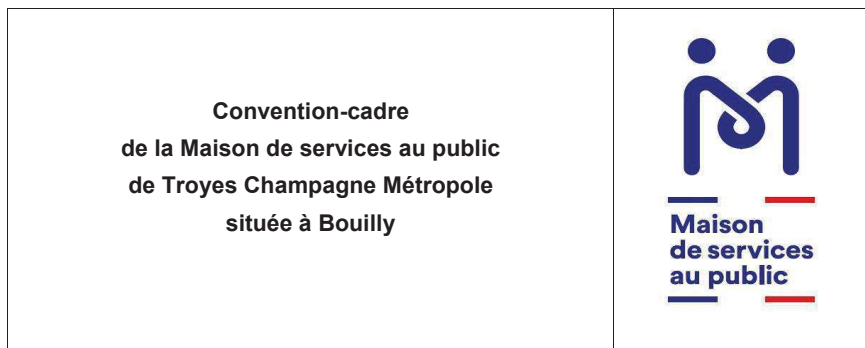 Convention-cadre
de la Maison de services au public
de Troyes Champagne Métropole
située à Bouilly
Maison
de services
au public